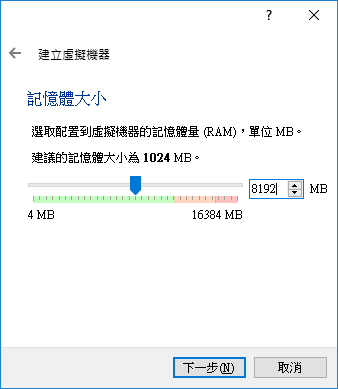 ?
建立虛擬機器
記憶體大小
選取配置到虛擬機器的記憶體量 (RAM)，單位 MB。
建議的記憶體大小為 1024 MB。
8192 MB
4 MB 16384 MB
下一步(N) 取消